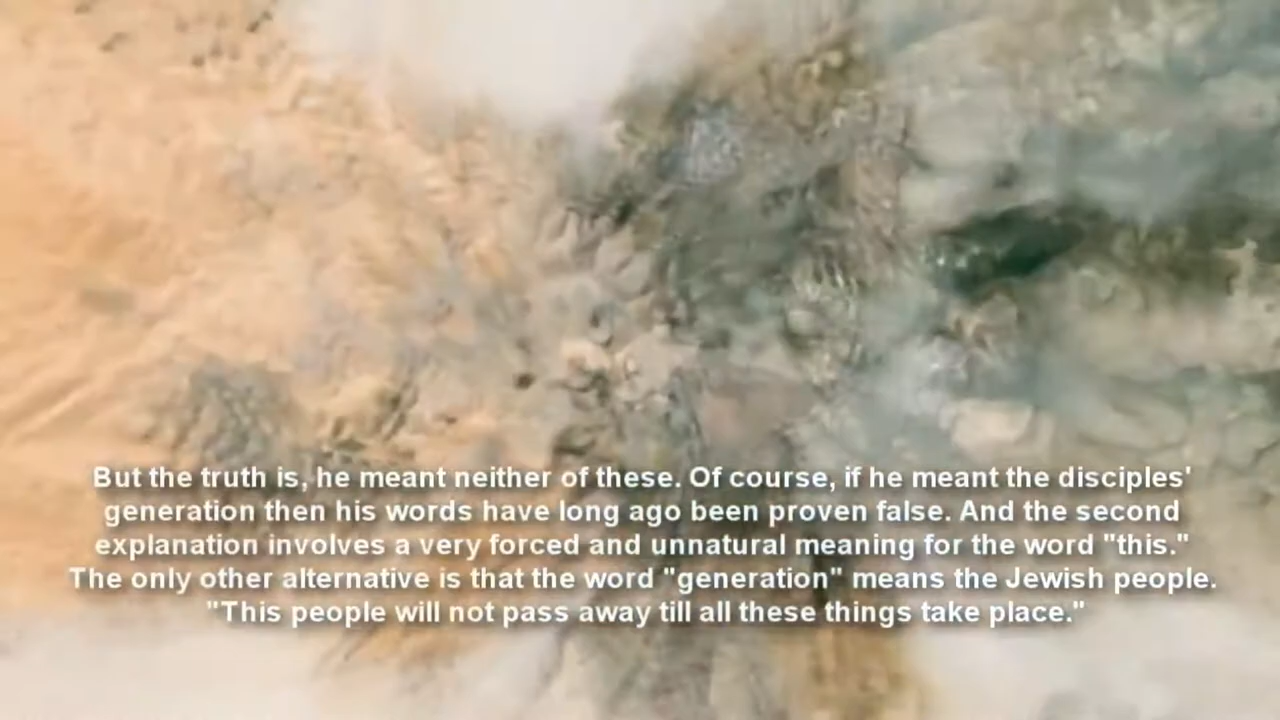 But the truth is, he meant neither of these. Of course, if he meant the disciples'
generation then his words have long ago been proven false. And the second
explanation involves a very forced and unnatural meaning for the word "this."
The only other alternative is that the word "generation" means the Jewish people.
"This people will not pass away till all these things take place."